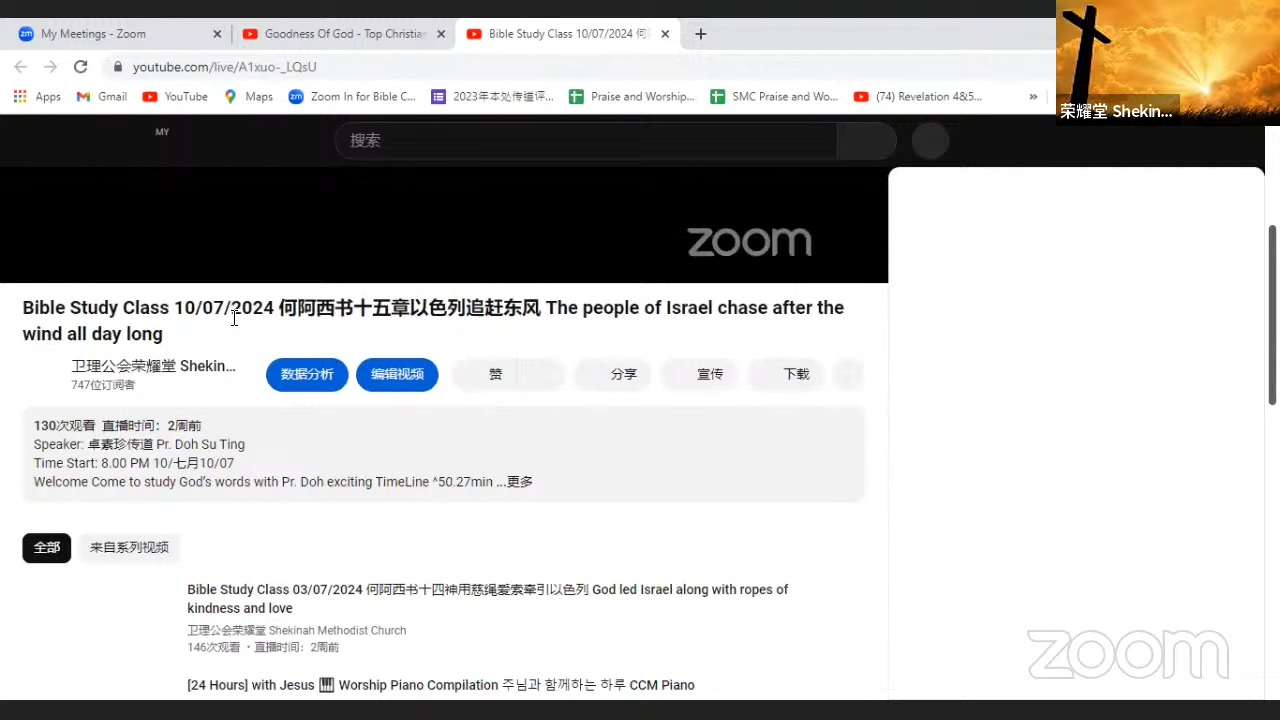 My Meetings - Zoom
Goodness Of God - Top Christian
Bible Study Class 10/07/2024 何
youtube.com/live/A1xuo-_LQsU
荣耀堂 Shekin...
Apps
Gmail
YouTube
Maps
Zoom In for Bible C...
2023年本处传道评...
Praise and Worship...
SMC Praise and Wo...
(74) Revelation 4&5...
»
MY
搜索
zoom
Bible Study Class 10/07/2024 何阿西书十五章以色列追赶东风 The people of Israel chase after the
wind all day long
卫理公会荣耀堂 Shekin...
747位订阅者
数据分析
编辑视频
赞
分享
宣传
下载
130次观看 直播时间：2周前
Speaker: 卓素珍传道 Pr. Doh Su Ting
Time Start: 8.00 PM 10/七月10/07
Welcome Come to study God's words with Pr. Doh exciting TimeLine ^50.27min ...更多
全部
来自系列视频
Bible Study Class 03/07/2024 何阿西书十四神用慈绳爱索牵引以色列 God led Israel along with ropes of
kindness and love
卫理公会荣耀堂 Shekinah Methodist Church
146次观看 ・直播时间：2周前
zoom
[24 Hours] with Jesus 🎹 Worship Piano Compilation 주님과 함께하는 하루 CCM Piano